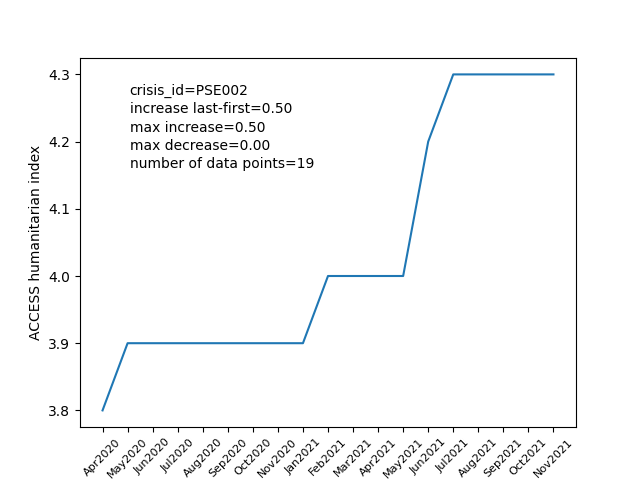 4.3
4.2
4.1
4.0
3.9
3.8
ACCESS humanitarian index
crisis_id=PSE002
increase last-first=0.50
max increase=0.50
max decrease=0.00
number of data points=19
Apr2020
May2020
Jun2020
Jul2020
Aug2020
Sep2020
Oct2020
Nov2020
Jan2021
Feb2021
Mar2021
Apr2021
May2021
Jun2021
Jul2021
Aug2021
Sep2021
Oct2021
Nov2021